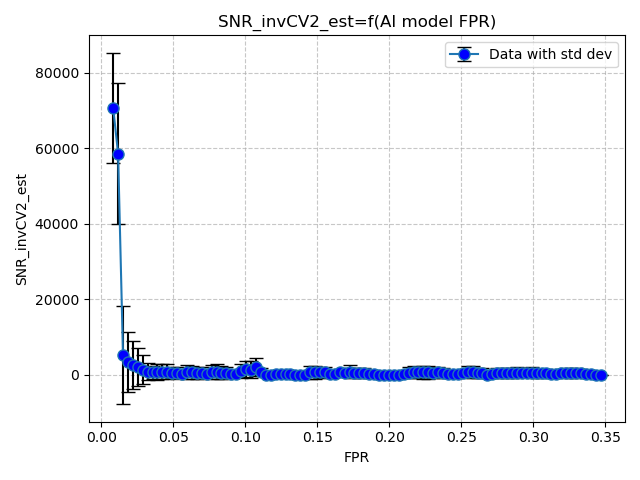 SNR_invCV2_est=f(AI model FPR)
Data with std dev
SNR_invCV2_est
80000
60000
40000
20000
0
0.00 0.05 0.10 0.15 0.20 0.25 0.30 0.35
FPR